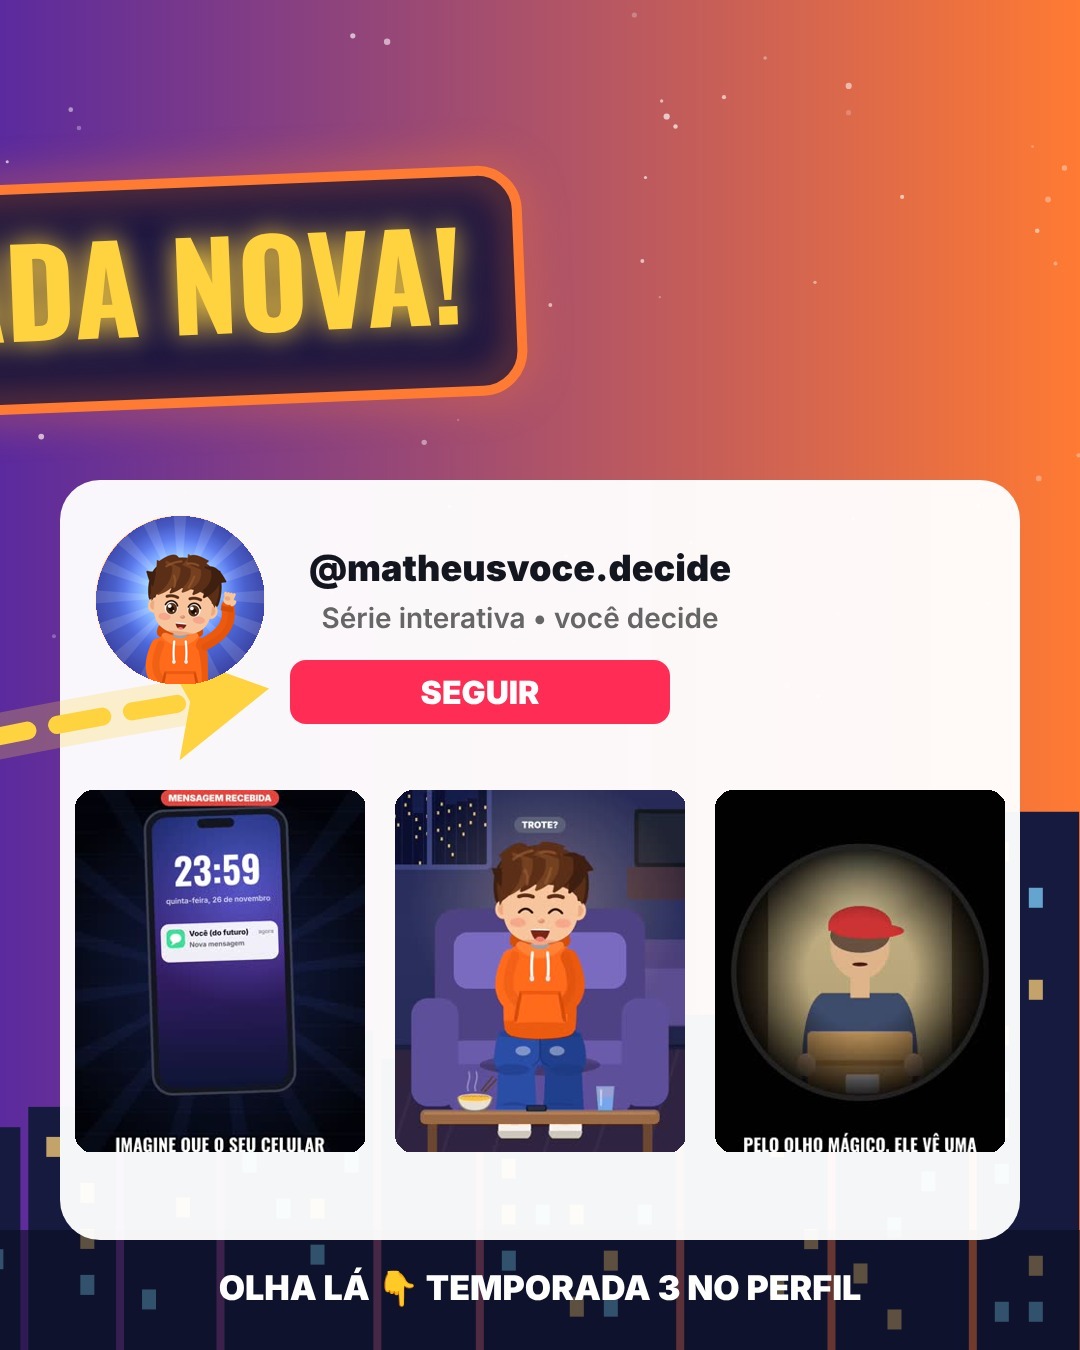 ADA NOVA!
@matheusvoce.decide
Série interativa • você decide
SEGUIR
MENSAGEM RECEBIDA
23:59
quinta-feira, 26 de novembro
Você (do futuro) agora
Nova mensagem
IMAGINE QUE O SEU CELULAR
TROTE?
PELO OLHO MÁGICO, ELE VÊ UMA
OLHA LÁ 👇 TEMPORADA 3 NO PERFIL